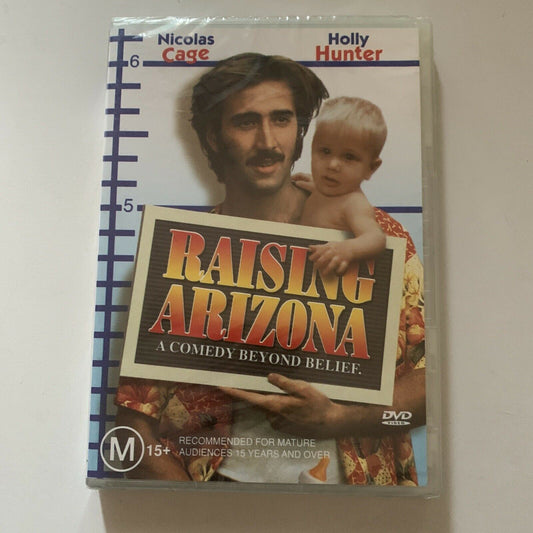 Nicolas Holly
Cage Hunter
6
5
RAISING
ARIZONA
A COMEDY BEYOND BELIEF.
DVD
VIDEO
M 15+
RECOMMENDED FOR MATURE
AUDIENCES 15 YEARS AND OVER